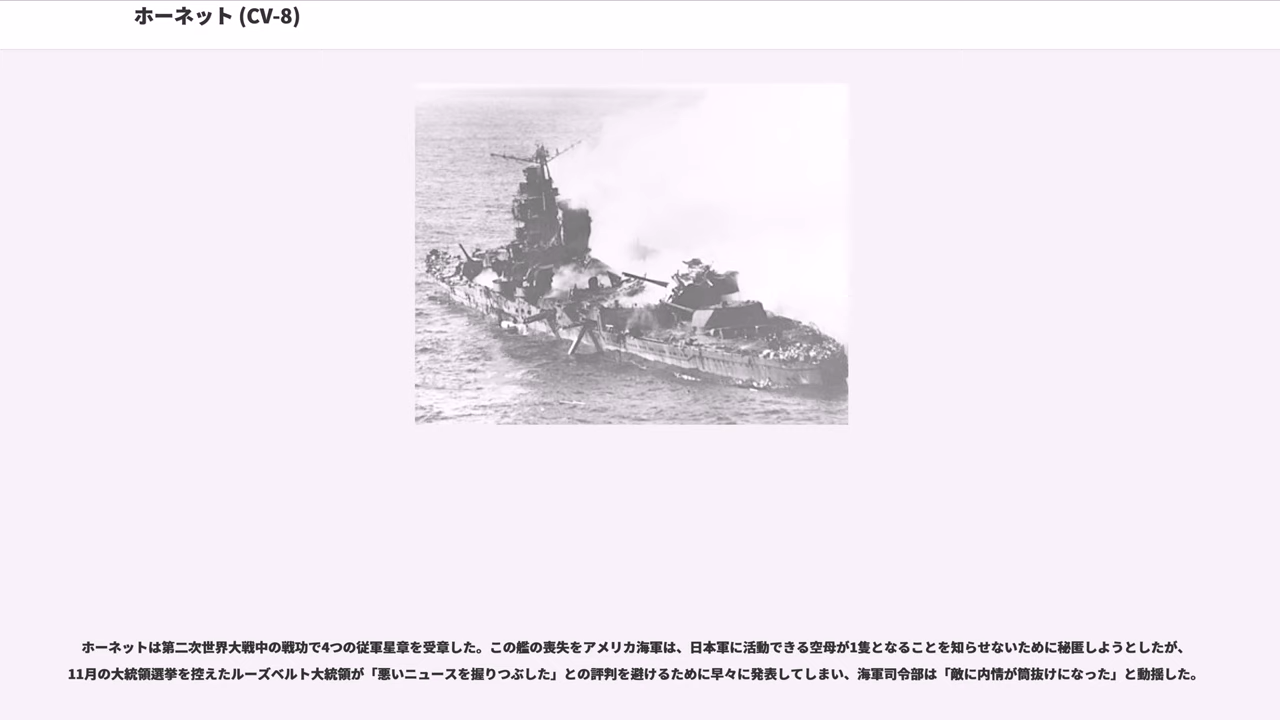 ホーネット (CV-8)
ホーネットは第二次世界大戦中の戦功で4つの従軍星章を受章した。この艦の喪失をアメリカ海軍は、日本軍に活動できる空母が1隻となることを知らせないために秘匿しようとしたが、
11月の大統領選挙を控えたルーズベルト大統領が「悪いニュースを握りつぶした」との評判を避けるために早々に発表してしまい、海軍司令部は「敵に内情が筒抜けになった」と動揺した。